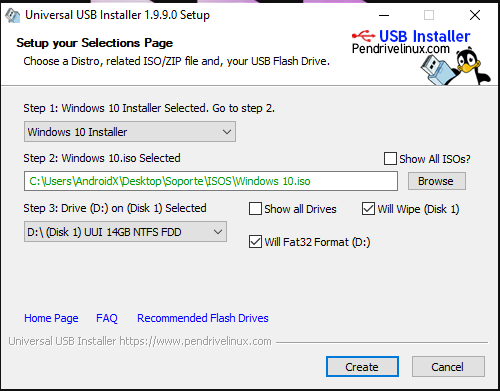 Universal USB Installer 1.9.9.0 Setup
Setup your Selections Page
Choose a Distro, related ISO/ZIP file and, your USB Flash Drive.
USB Installer
Pendrivelinux.com
Step 1: Windows 10 Installer Selected. Go to step 2.
Windows 10 Installer
Step 2: Windows 10.iso Selected
Show All ISOs?
C:\Users\AndroidX\Desktop\Soporte\ISOS\Windows 10.iso
Browse
Step 3: Drive (D:) on (Disk 1) Selected
Show all Drives
Will Wipe (Disk 1)
D:\ (Disk 1) UUI 14GB NTFS FDD
Will Fat32 Format (D:)
Home Page
FAQ
Recommended Flash Drives
Universal USB Installer https://www.pendrivelinux.com
Create
Cancel